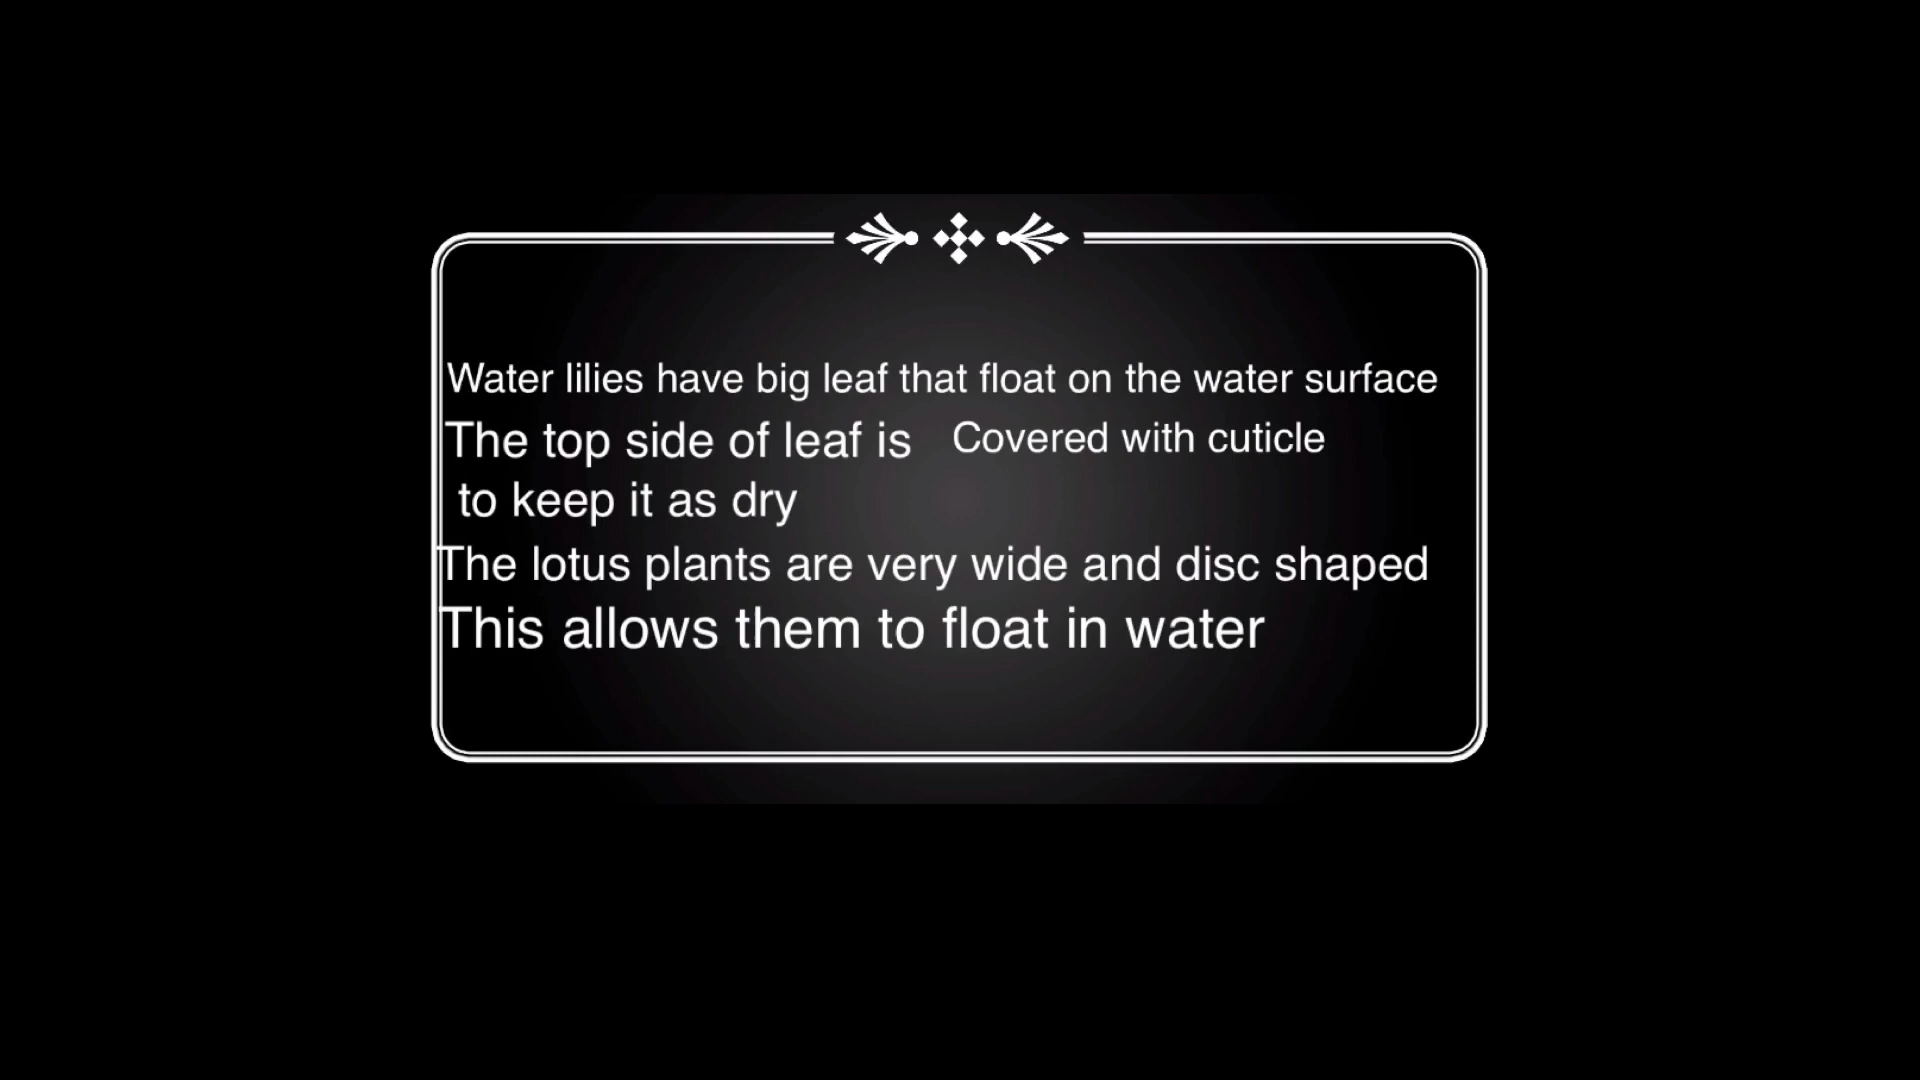 Water lilies have big leaf that float on the water surface
The top side of leaf is Covered with cuticle
to keep it as dry
The lotus plants are very wide and disc shaped
This allows them to float in water